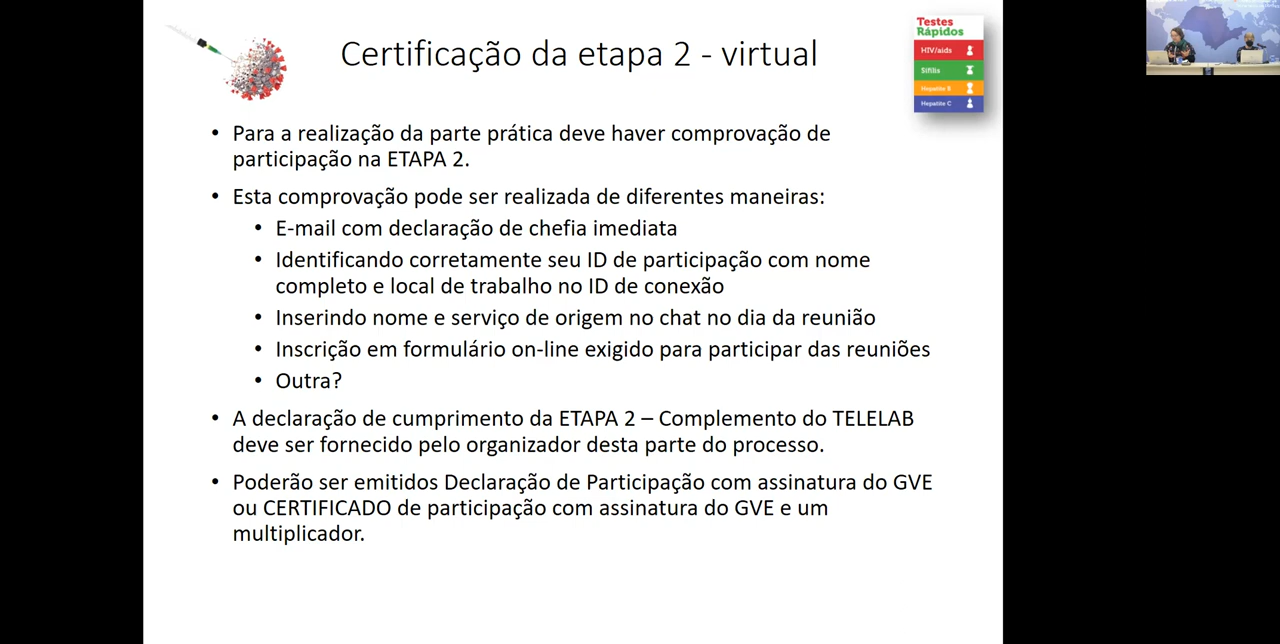 Certificação da etapa 2 - virtual
Testes
Rápidos
HIV/aids
Sífilis
Hepatite B
Hepatite C
• Para a realização da parte prática deve haver comprovação de
participação na ETAPA 2.
• Esta comprovação pode ser realizada de diferentes maneiras:
• E-mail com declaração de chefia imediata
• Identificando corretamente seu ID de participação com nome
completo e local de trabalho no ID de conexão
• Inserindo nome e serviço de origem no chat no dia da reunião
• Inscrição em formulário on-line exigido para participar das reuniões
• Outra?
• A declaração de cumprimento da ETAPA 2 – Complemento do TELELAB
deve ser fornecido pelo organizador desta parte do processo.
• Poderão ser emitidos Declaração de Participação com assinatura do GVE
ou CERTIFICADO de participação com assinatura do GVE e um
multiplicador.